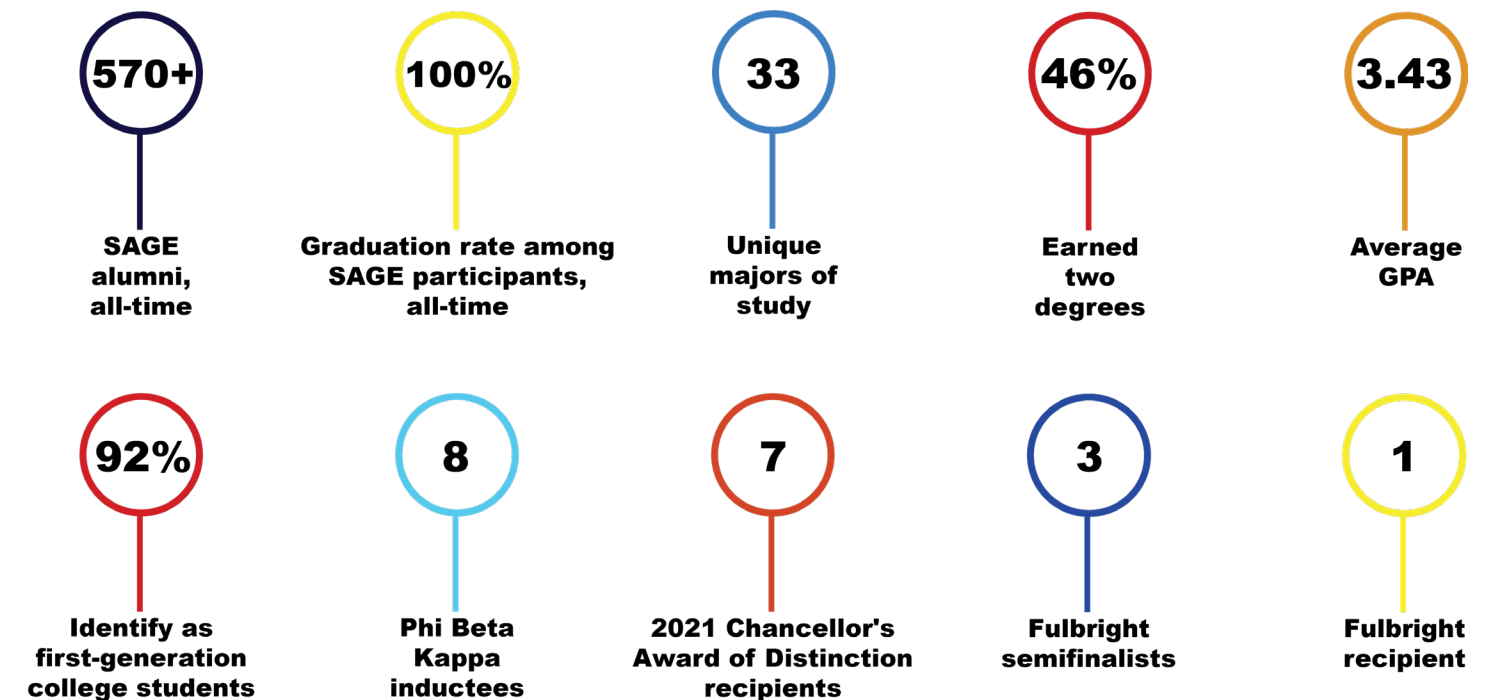 570+
SAGE
alumni,
all-time
100%
Graduation rate among
SAGE participants,
all-time
33
Unique
majors of
study
46%
Earned
two
degrees
3.43
Average
GPA
92%
Identify as
first-generation
college students
8
Phi Beta
Kappa
inductees
7
2021 Chancellor's
Award of Distinction
recipients
3
Fulbright
semifinalists
1
Fulbright
recipient